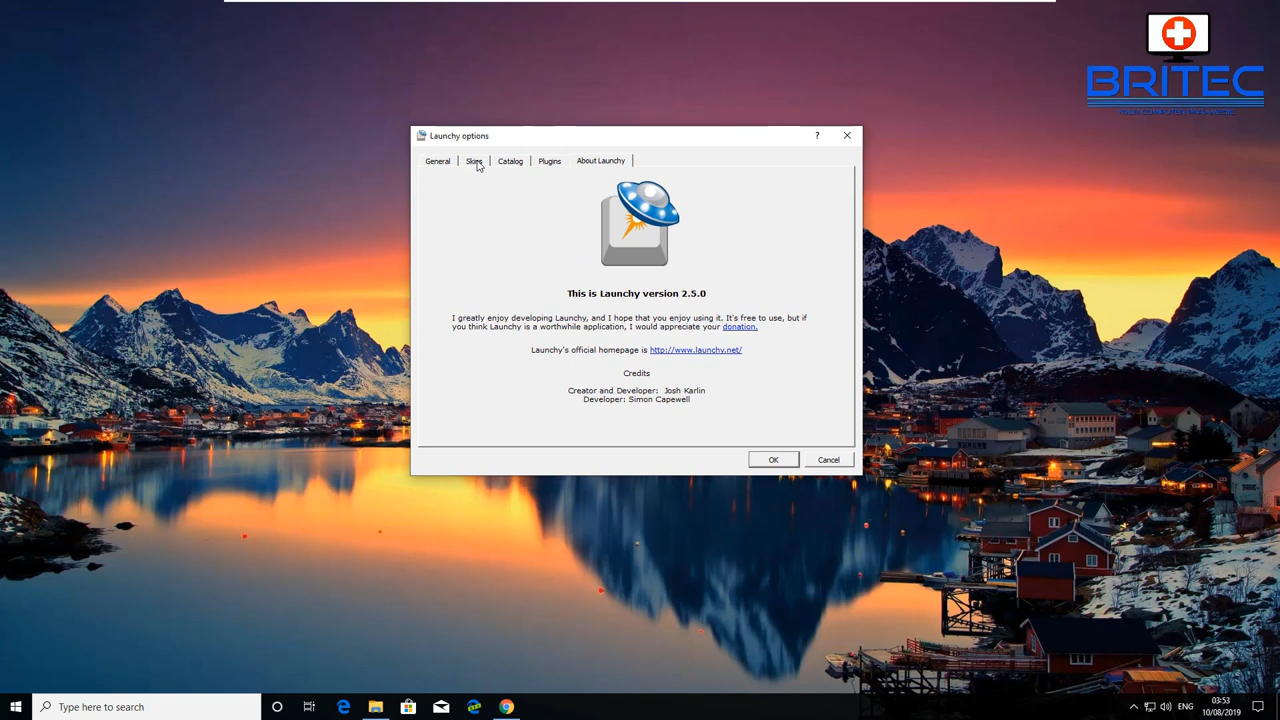 BRITEC
Launchy options
?
General
Skins
Catalog
Plugins
About Launchy
This is Launchy version 2.5.0
I greatly enjoy developing Launchy, and I hope that you enjoy using it. It's free to use, but if
you think Launchy is a worthwhile application, I would appreciate your donation.
Launchy's official homepage is http://www.launchy.net/
Credits
Creator and Developer: Josh Karlin
Developer: Simon Capewell
OK
Cancel
Type here to search
ENG
03:53
10/08/2019